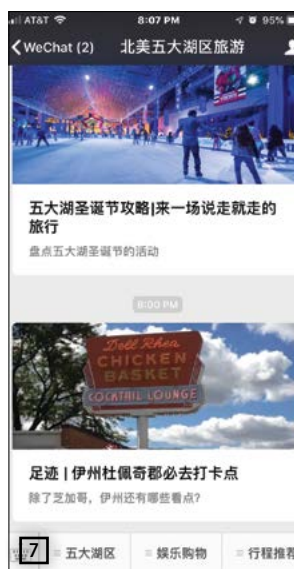 AT&T 8:07 PM 95%
WeChat (2) 北美五大湖区旅游
五大湖圣诞节攻略|来一场说走就走的
旅行
盘点五大湖圣诞节的活动
8:00 PM
Dell Rhea
CHICKEN
BASKET
COCKTAIL LOUNGE
足迹 | 伊州杜佩奇郡必去打卡
点
除了芝加哥，伊州还有哪些看点?
7 五大湖区 娱乐购物 行程推荐